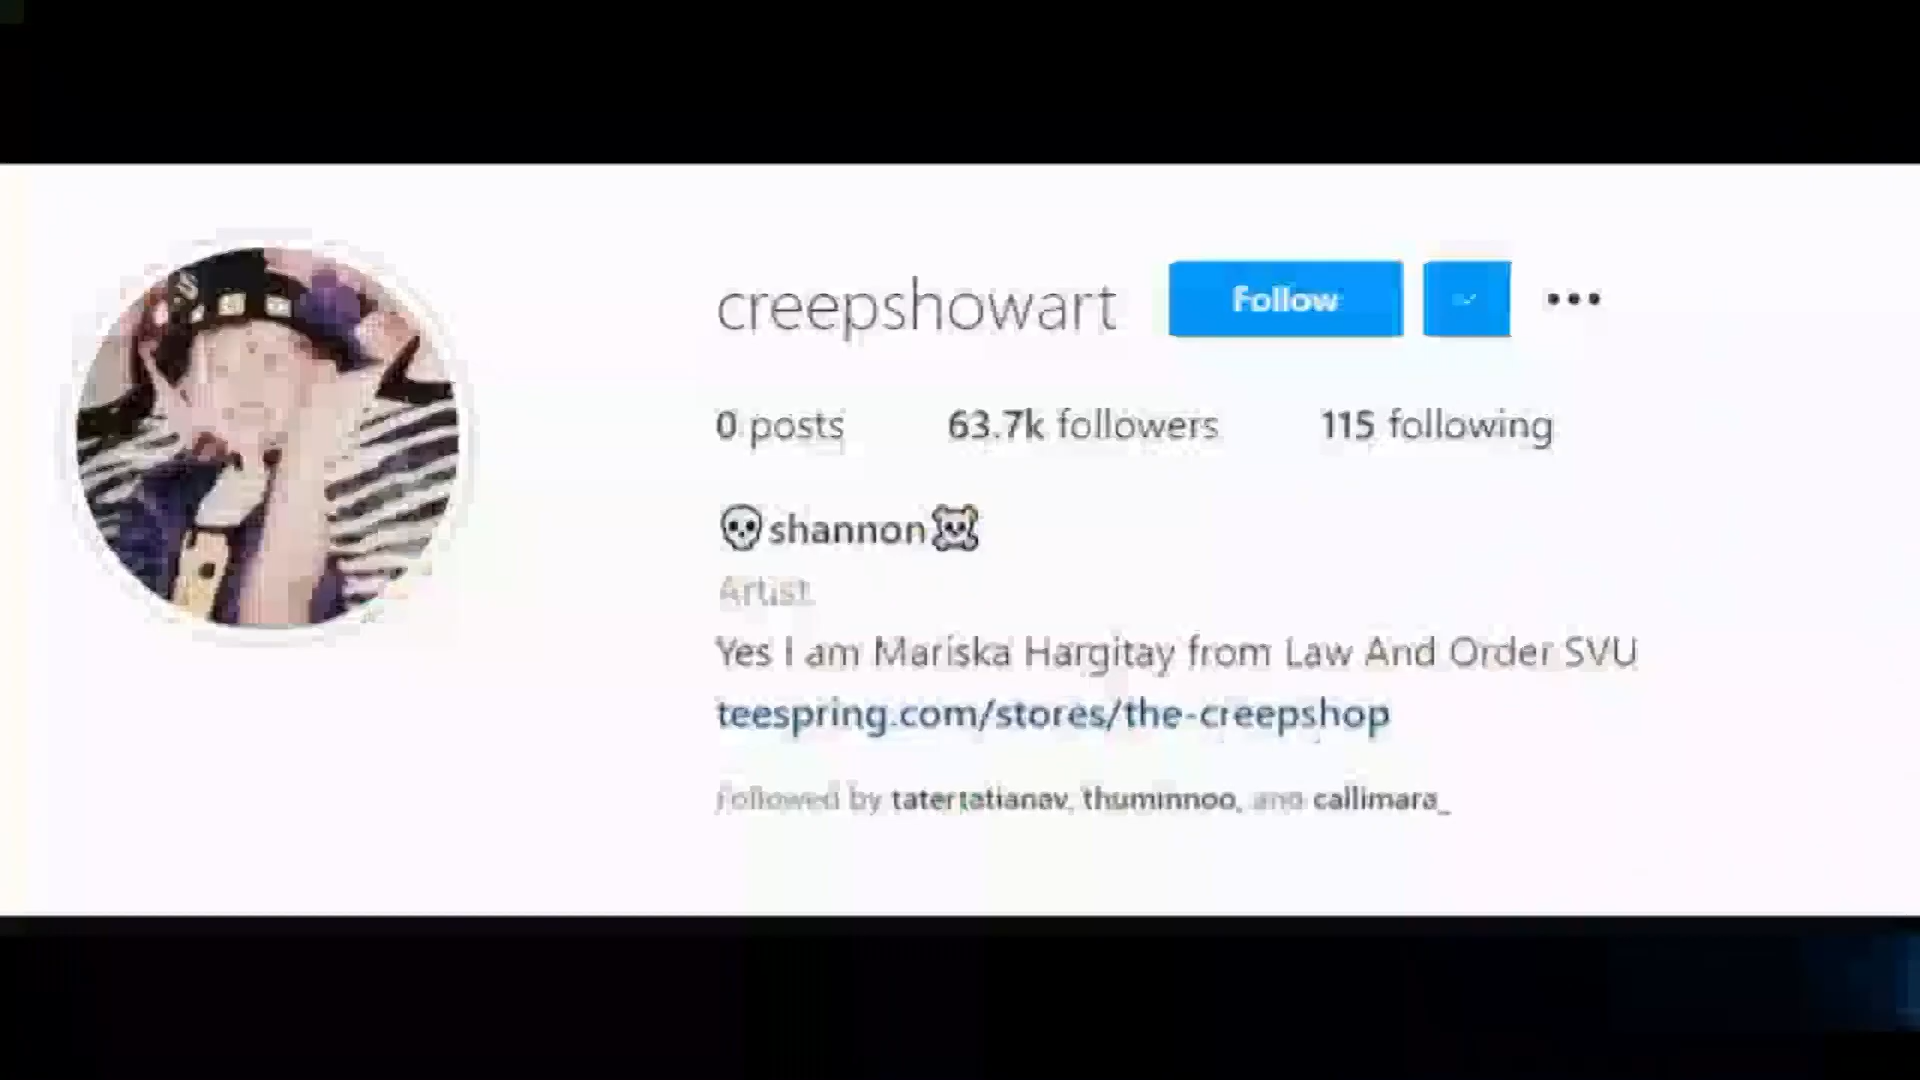 creepshowart Follow
0 posts 63.7k followers 115 following
💀shannon☠
Artist
Yes I am Mariska Hargitay from Law And Order SVU
teespring.com/stores/the-creepshop
Followed by tatertatianav, thuminnoo, and callimara_